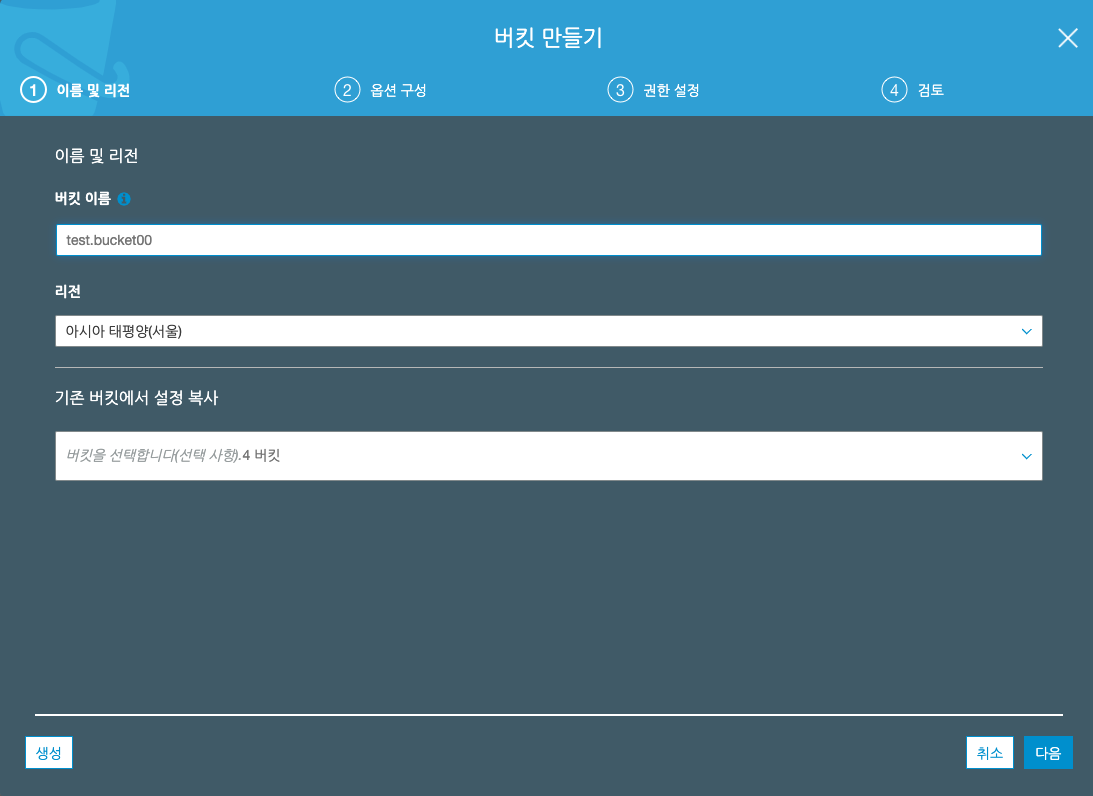 버킷 만들기
1 이름 및 리전
2 옵션 구성
3 권한 설정
4 검토
이름 및 리전
버킷 이름
test.bucket00
리전
아시아 태평양(서울)
기존 버킷에서 설정 복사
버킷을 선택합니다(선택 사항).4 버킷
생성
취소
다음